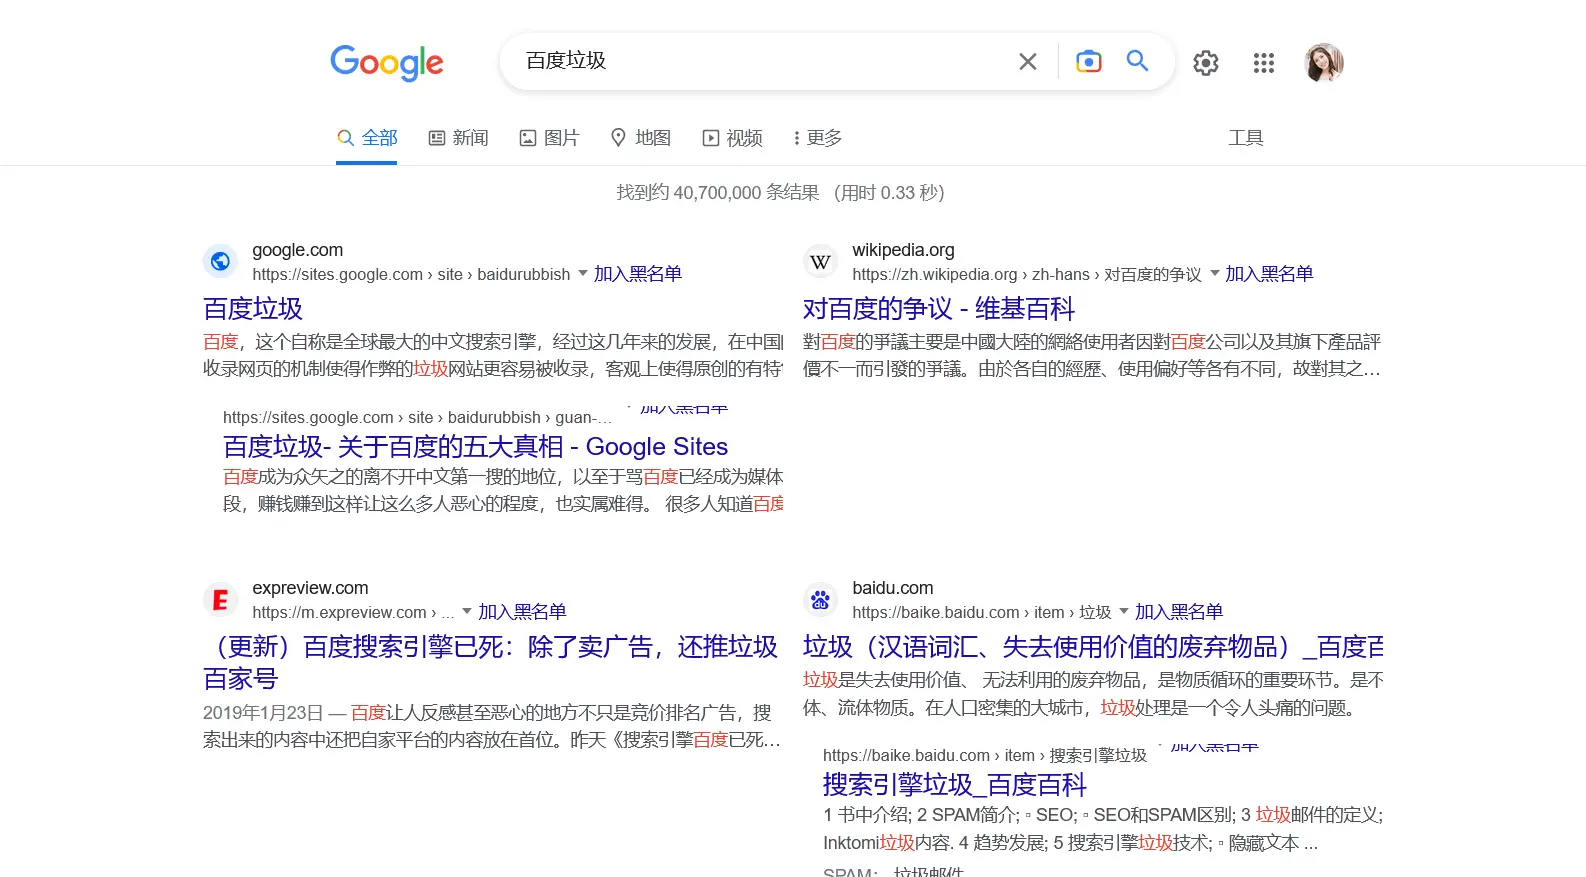 Google
百度垃圾
全部
新闻
图片
地图
视频
更多
工具
找到约 40,700,000 条结果 （用时 0.33 秒）
google.com
https://sites.google.com › site › baidurubbish 加入黑名单
百度垃圾
百度，这个自称是全球最大的中文搜索引擎，经过这几年来的发展，在中国
收录网页的机制使得作弊的垃圾网站更容易被收录，客观上使得原创的有特
https://sites.google.com › site › baidurubbish › guan-... 加入黑名单
百度垃圾- 关于百度的五大真相 - Google Sites
百度成为众矢之的离不开中文第一搜的地位，以至于骂百度已经成为媒体
段，赚钱赚到这样让这么多人恶心的程度，也实属难得。 很多人知道百度
wikipedia.org
https://zh.wikipedia.org › zh-hans › 对百度的争议 加入黑名单
对百度的争议 - 维基百科
對百度的爭議主要是中國大陸的網絡使用者因對百度公司以及其旗下產品評
價不一而引發的爭議。由於各自的經歷、使用偏好等各有不同，故對其之...
expreview.com
https://m.expreview.com › ... 加入黑名单
（更新）百度搜索引擎已死：除了卖广告，还推垃圾
百家号
2019年1月23日 — 百度让人反感甚至恶心的地方不只是竞价排名广告，搜
索出来的内容中还把自家平台的内容放在首位。昨天《搜索引擎百度已死...
baidu.com
https://baike.baidu.com › item › 垃圾 加入黑名单
垃圾（汉语词汇、失去使用价值的废弃物品）_百度百
垃圾是失去使用价值、 无法利用的废弃物品，是物质循环的重要环节。是不
体、流体物质。在人口密集的大城市，垃圾处理是一个令人头痛的问题。
https://baike.baidu.com › item › 搜索引擎垃圾 加入黑名单
搜索引擎垃圾_百度百科
1 书中介绍; 2 SPAM简介; ▫ SEO; ▫ SEO和SPAM区别; 3 垃圾邮件的定义;
Inktomi垃圾内容. 4 趋势发展; 5 搜索引擎垃圾技术; ▫ 隐藏文本 ...
SPAM： 垃圾邮件